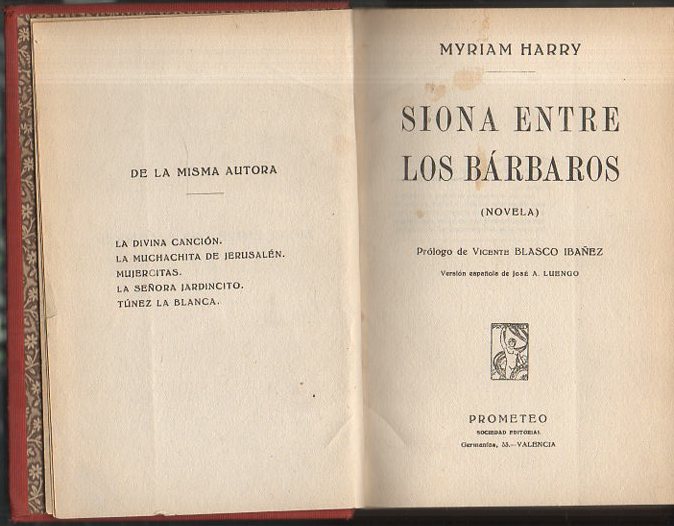 DE LA MISMA AUTORA
LA DIVINA CANCIÓN.
LA MUCHACHITA DE JERUSALÉN.
MUJERCITAS.
LA SEÑORA JARDINCITO.
TÚNEZ LA BLANCA.
MYRIAM HARRY
SIONA ENTRE
LOS BÁRBAROS
(NOVELA)
Prólogo de VICENTE BLASCO IBAÑEZ
Versión española de JOSÉ A. LUENGO
PROMETEO
SOCIEDAD EDITORIAL
Germanías, 33.—VALENCIA